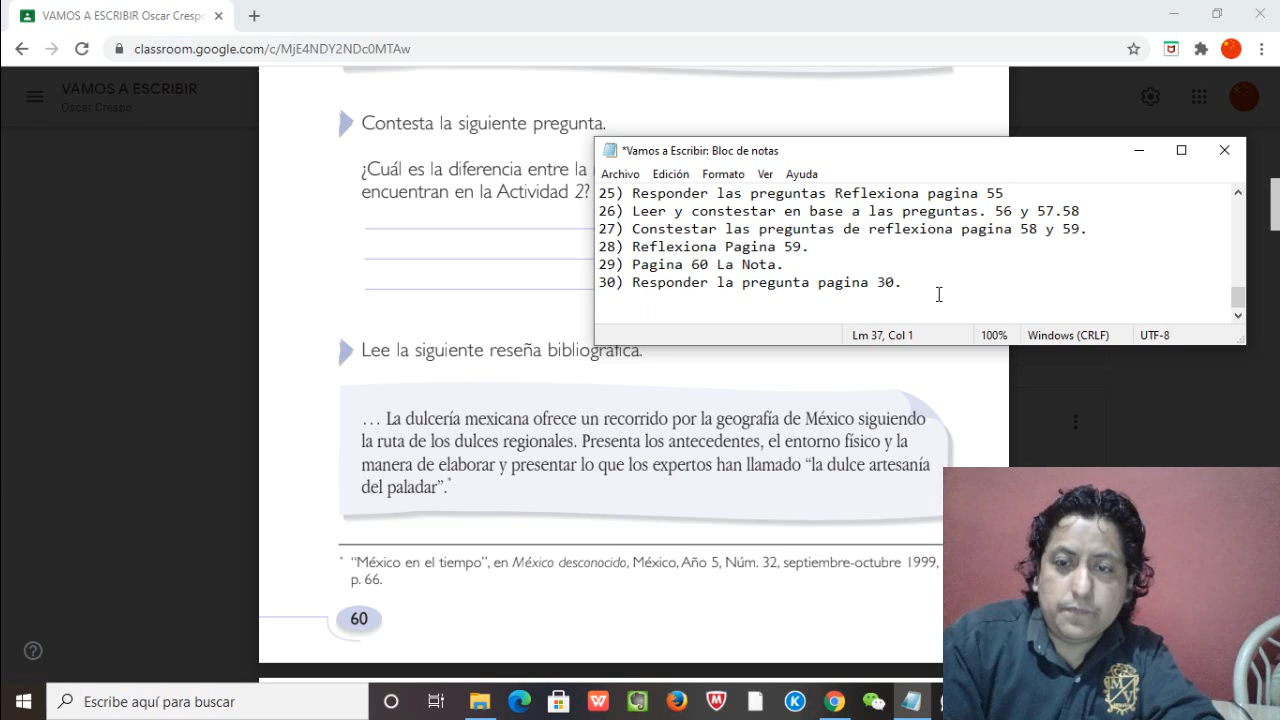 VAMOS A ESCRIBIR Oscar Crespo
classroom.google.com/c/MjE4NDY2NDc0MTAw
VAMOS A ESCRIBIR
Oscar Crespo
Contesta la siguiente pregunta.
¿Cuál es la diferencia entre la
encuentran en la Actividad 2?
*Vamos a Escribir: Bloc de notas
Archivo Edición Formato Ver Ayuda
25) Responder las preguntas Reflexiona pagina 55
26) Leer y constestar en base a las preguntas. 56 y 57.58
27) Constestar las preguntas de reflexiona pagina 58 y 59.
28) Reflexiona Pagina 59.
29) Pagina 60 La Nota.
30) Responder la pregunta pagina 30.
Lm 37, Col 1 100% Windows (CRLF) UTF-8
Lee la siguiente reseña bibliográfica.
… La dulcería mexicana ofrece un recorrido por la geografía de México siguiendo
la ruta de los dulces regionales. Presenta los antecedentes, el entorno físico y la
manera de elaborar y presentar lo que los expertos han llamado “la dulce artesanía
del paladar”.*
* “México en el tiempo”, en México desconocido, México, Año 5, Núm. 32, septiembre-octubre 1999,
p. 66.
60
Escribe aquí para buscar